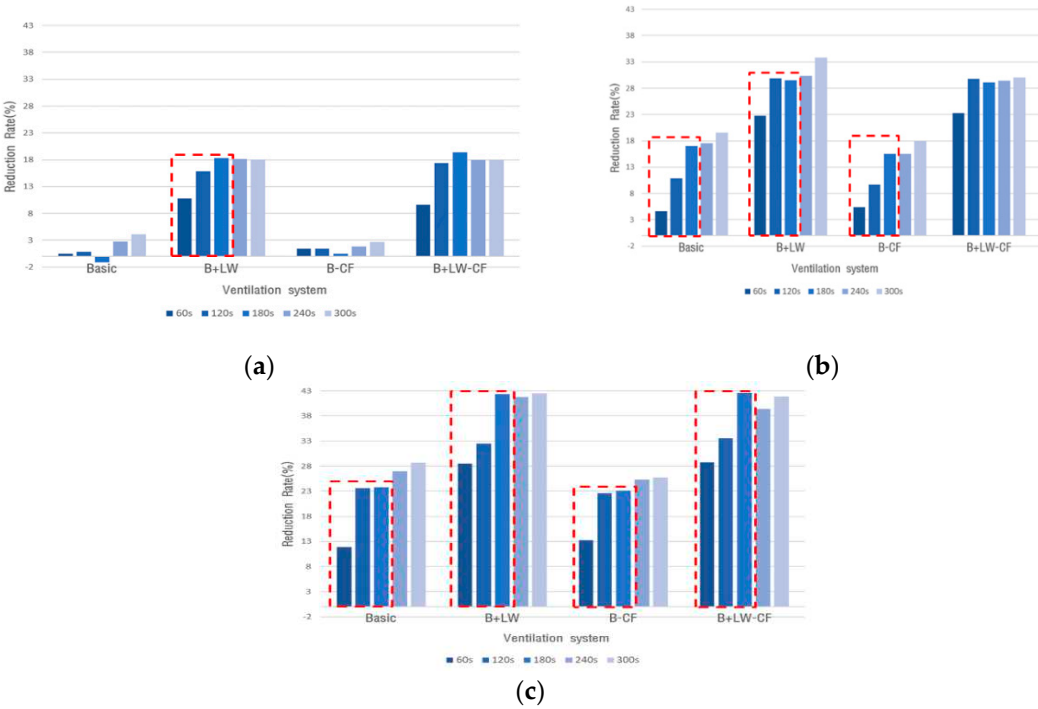 43
38
33
28
23
18
13
8
3
-2
Reduction Rate(%)
Basic B+LW B-CF B+LW-CF
Ventilation system
60s 120s 180s 240s 300s
(a)
43
38
33
28
23
18
13
8
3
-2
Reduction Rate(%)
Basic B+LW B-CF B+LW-CF
Ventilation system
60s 120s 180s 240s 300s
(b)
43
38
33
28
23
18
13
8
3
-2
Reduction Rate(%)
Basic B+LW B-CF B+LW-CF
Ventilation system
60s 120s 180s 240s 300s
(c)